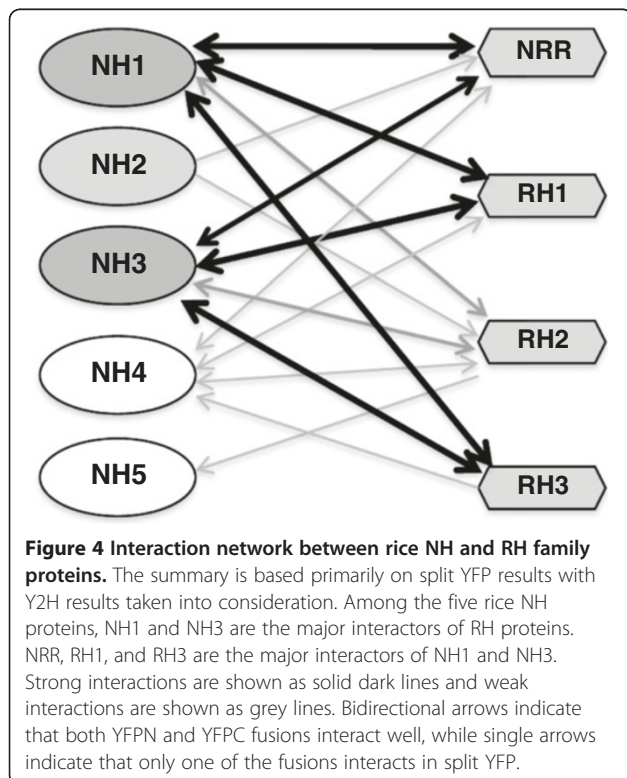 NH1
NRR
NH2
RH1
NH3
RH2
NH4
NH5
RH3
Figure 4 Interaction network between rice NH and RH family
proteins. The summary is based primarily on split YFP results with
Y2H results taken into consideration. Among the five rice NH
proteins, NH1 and NH3 are the major interactors of RH proteins.
NRR, RH1, and RH3 are the major interactors of NH1 and NH3.
Strong interactions are shown as solid dark lines and weak
interactions are shown as grey lines. Bidirectional arrows indicate
that both YFPN and YFPC fusions interact well, while single arrows
indicate that only one of the fusions interacts in split YFP.